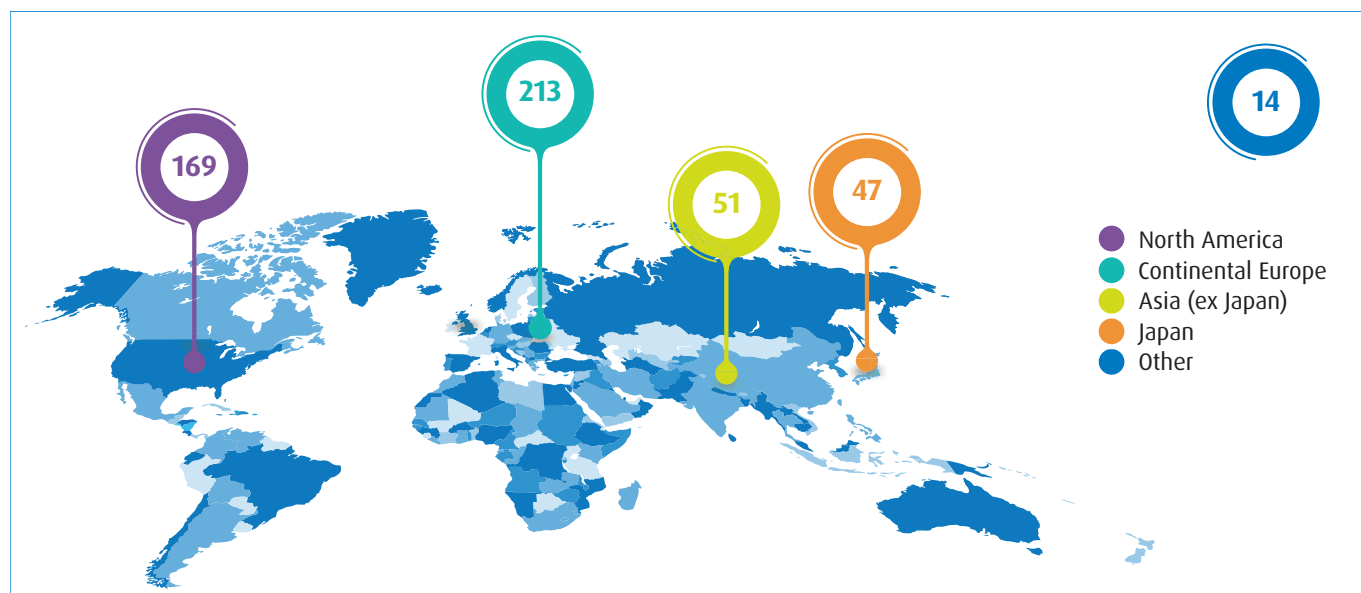 213
14
169
51
47
North America
Continental Europe
Asia (ex Japan)
Japan
Other